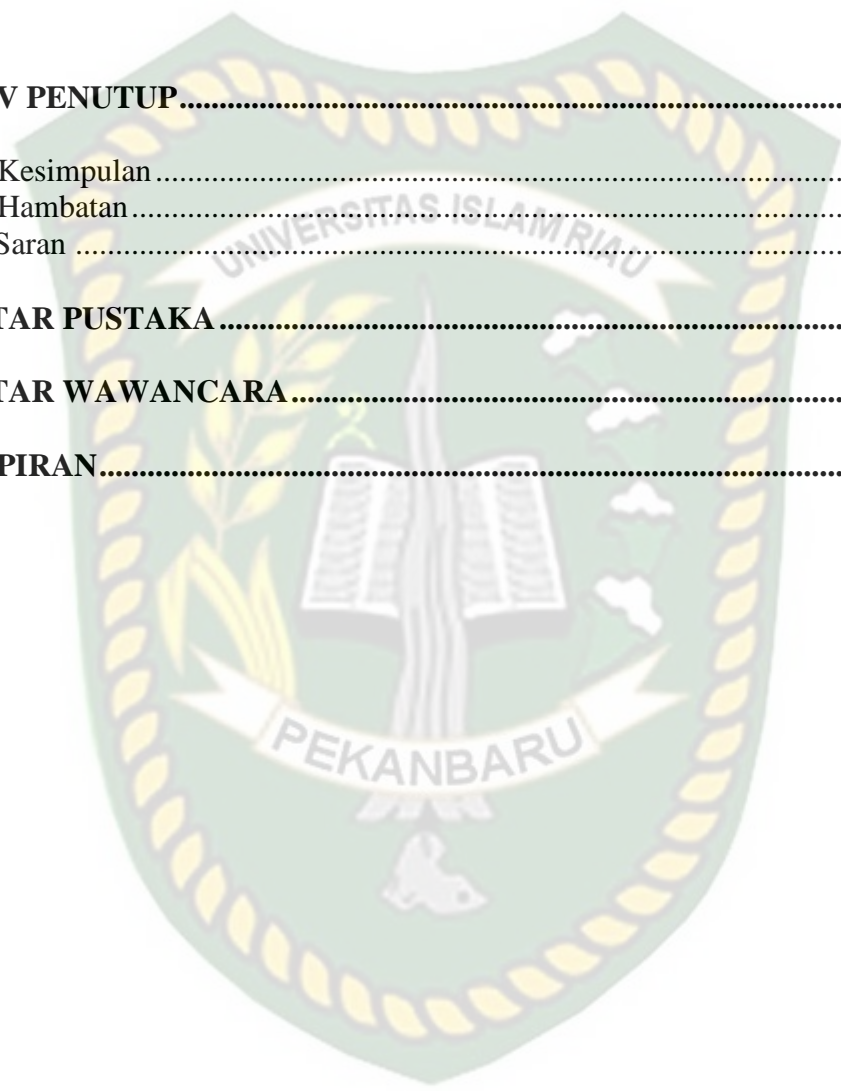 V PENUTUP..........................................................................
Kesimpulan..........................................................................
Hambatan..........................................................................
Saran ..........................................................................
UNIVERSITAS ISLAM RIAU
TAR PUSTAKA..........................................................................
TAR WAWANCARA..........................................................................
PIRAN..........................................................................
PEKANBARU